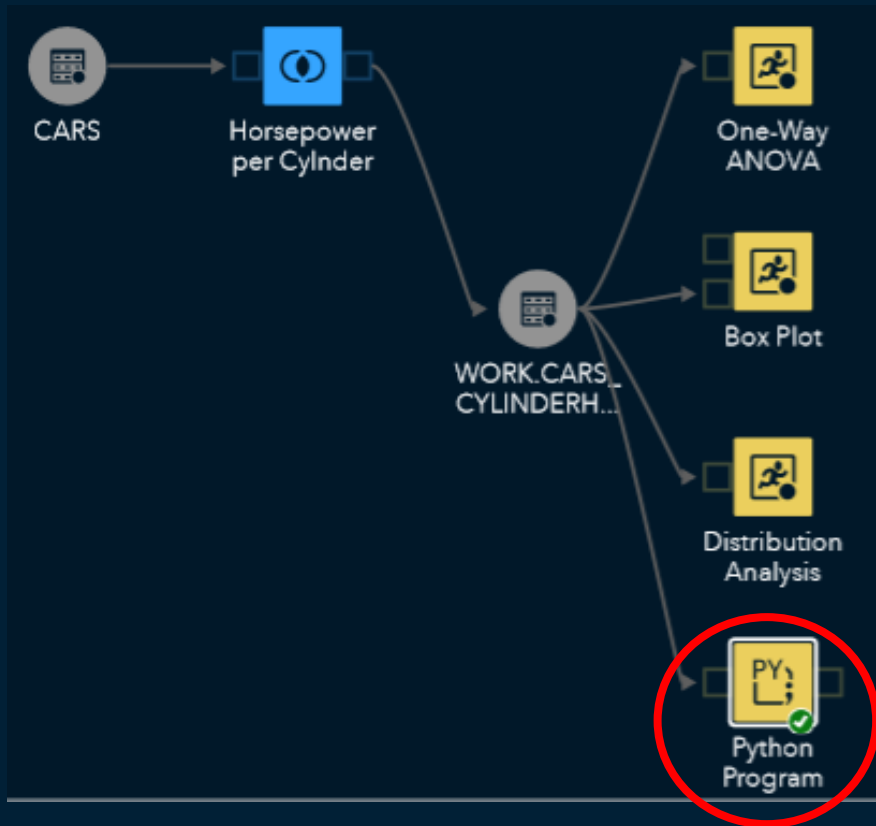 CARS
Horsepower
per Cylnder
One-Way
ANOVA
Box Plot
WORK.CARS_
CYLINDERH...
Distribution
Analysis
PY
Python
Program